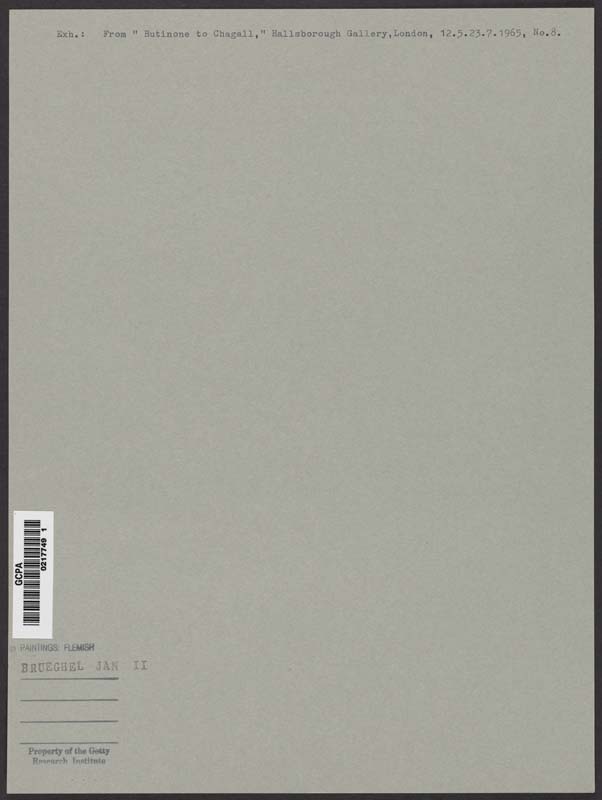 Exh.: From " Butinone to Chagall," Hallsborough Gallery,London, 12.5.23.7.1965, No.8.
GCPA
0217749 1
PAINTINGS: FLEMISH
BRUEGHEL JAN II
Property of the Getty
Research Institute